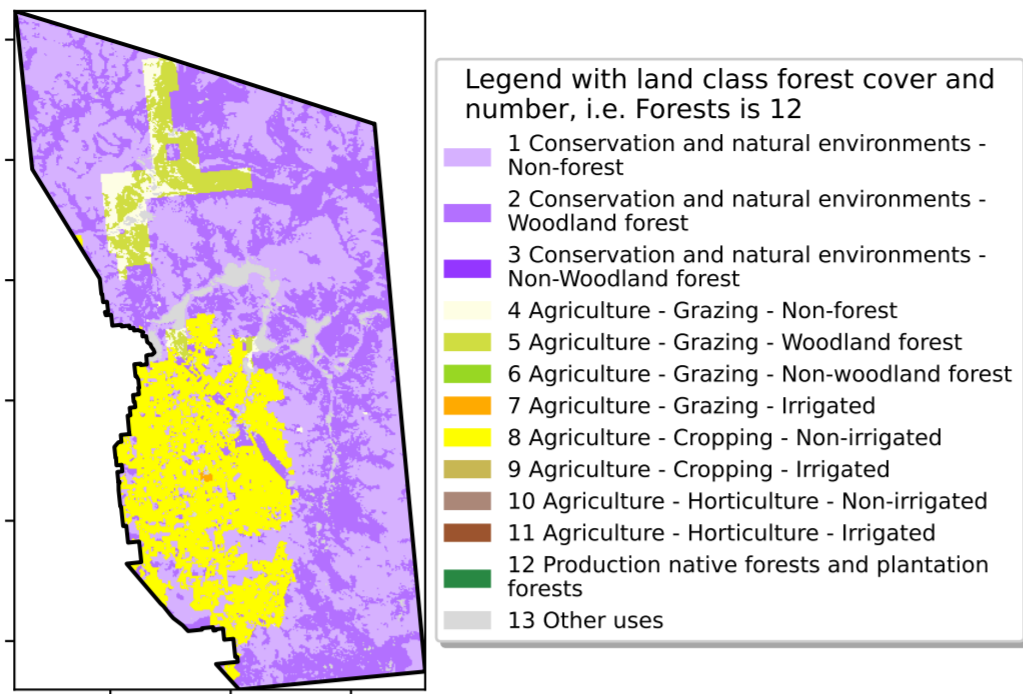 Legend with land class forest cover and
number, i.e. Forests is 12
1 Conservation and natural environments -
Non-forest
2 Conservation and natural environments -
Woodland forest
3 Conservation and natural environments -
Non-Woodland forest
4 Agriculture - Grazing - Non-forest
5 Agriculture - Grazing - Woodland forest
6 Agriculture - Grazing - Non-woodland forest
7 Agriculture - Grazing - Irrigated
8 Agriculture - Cropping - Non-irrigated
9 Agriculture - Cropping - Irrigated
10 Agriculture - Horticulture - Non-irrigated
11 Agriculture - Horticulture - Irrigated
12 Production native forests and plantation
forests
13 Other uses